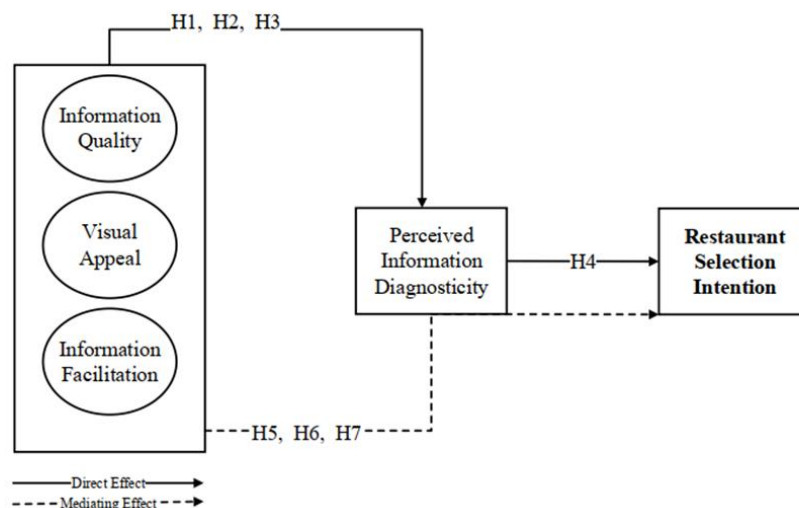 H1, H2, H3
Information
Quality
Visual
Appeal
Information
Facilitation
Perceived
Information
Diagnosticity
H4
Restaurant
Selection
Intention
H5, H6, H7
Direct Effect
Mediating Effect